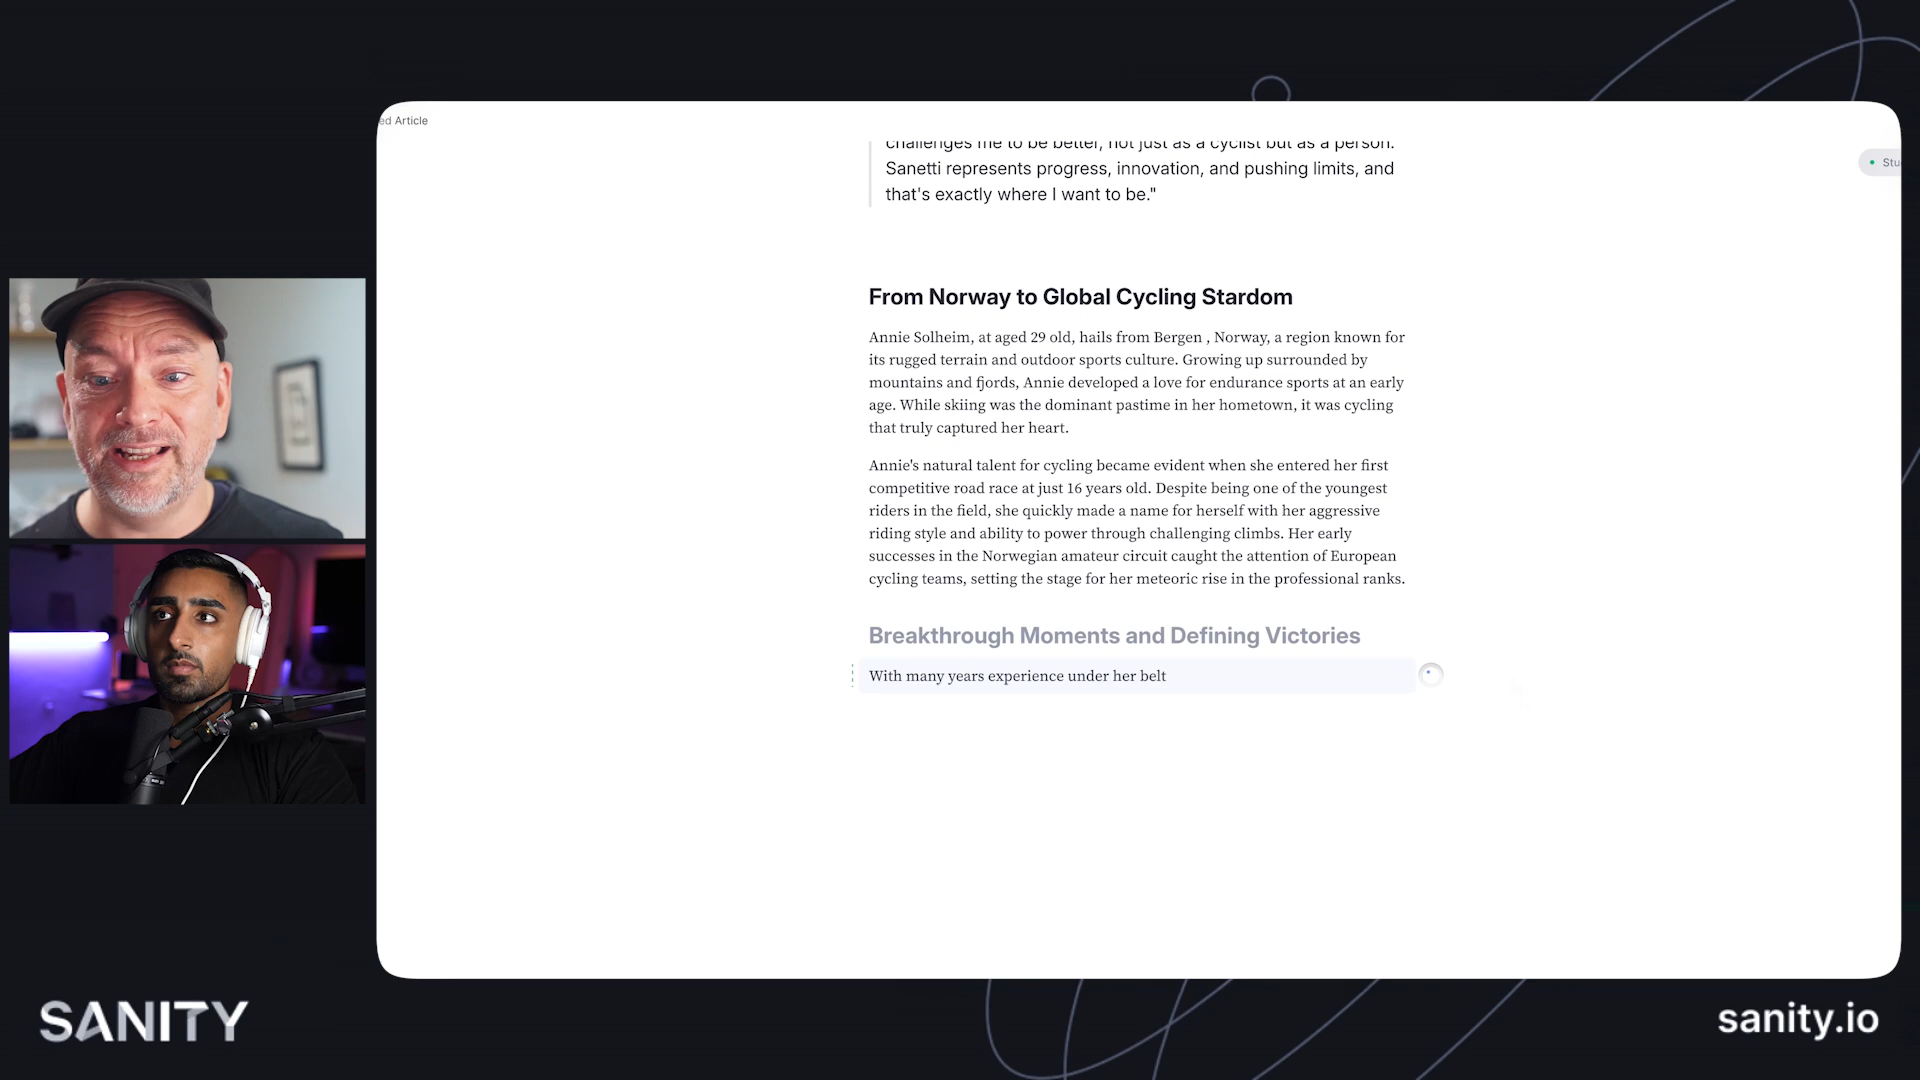 ed Article
challenges me to be better, not just as a cyclist but as a person.
Sanetti represents progress, innovation, and pushing limits, and
that's exactly where I want to be."
Stu
From Norway to Global Cycling Stardom
Annie Solheim, at aged 29 old, hails from Bergen , Norway, a region known for
its rugged terrain and outdoor sports culture. Growing up surrounded by
mountains and fjords, Annie developed a love for endurance sports at an early
age. While skiing was the dominant pastime in her hometown, it was cycling
that truly captured her heart.
Annie's natural talent for cycling became evident when she entered her first
competitive road race at just 16 years old. Despite being one of the youngest
riders in the field, she quickly made a name for herself with her aggressive
riding style and ability to power through challenging climbs. Her early
successes in the Norwegian amateur circuit caught the attention of European
cycling teams, setting the stage for her meteoric rise in the professional ranks.
Breakthrough Moments and Defining Victories
With many years experience under her belt
SANITY
sanity.io